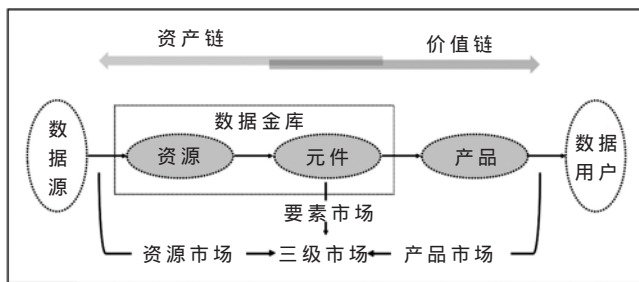 资产链 价值链
数据金库
数据源 资源 元件 产品 数据用户
要素市场
资源市场 三级市场 产品市场